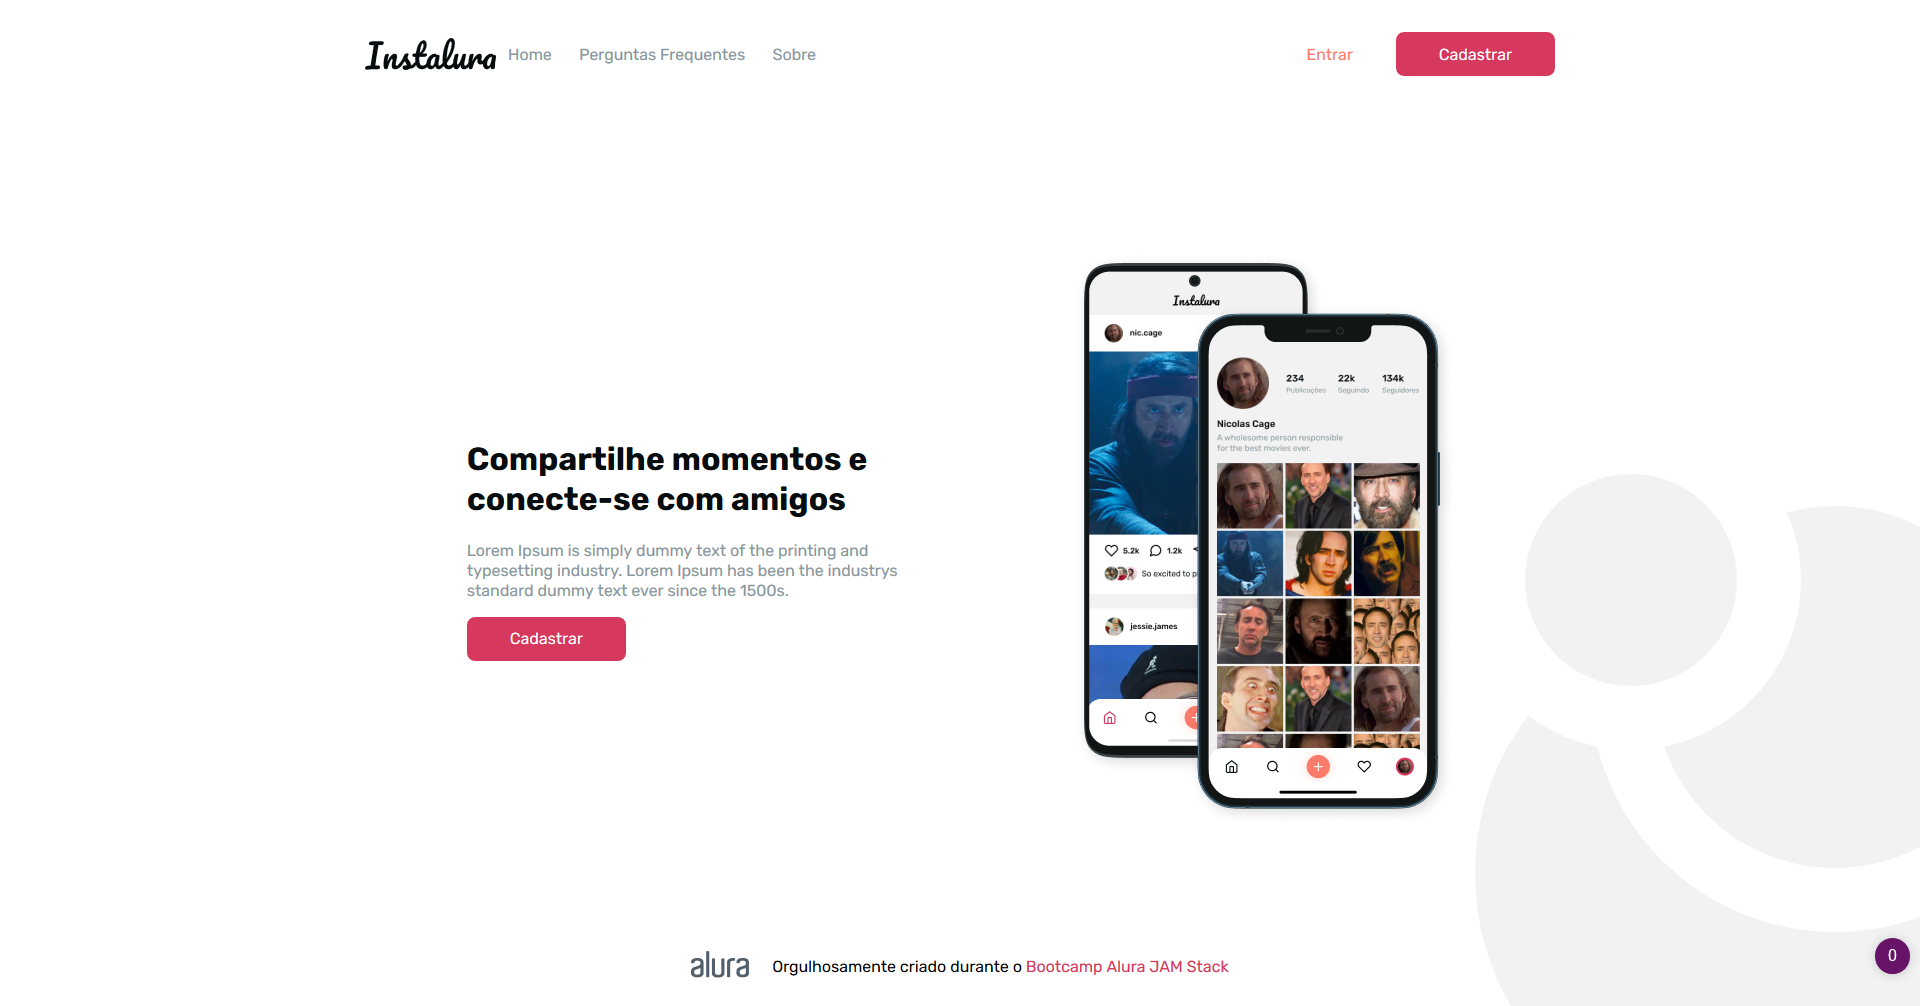 Instalura Home Perguntas Frequentes Sobre Entrar Cadastrar
Compartilhe momentos e
conecte-se com amigos
Lorem Ipsum is simply dummy text of the printing and
typesetting industry. Lorem Ipsum has been the industrys
standard dummy text ever since the 1500s.
Cadastrar
Instalura
nic.cage
5.2k 1.2k
So excited to p
jessie.james
234 22k 134k
Publicações Seguindo Seguidores
Nicolas Cage
A wholesome person responsible
for the best movies ever.
alura Orgulhosamente criado durante o Bootcamp Alura JAM Stack
0